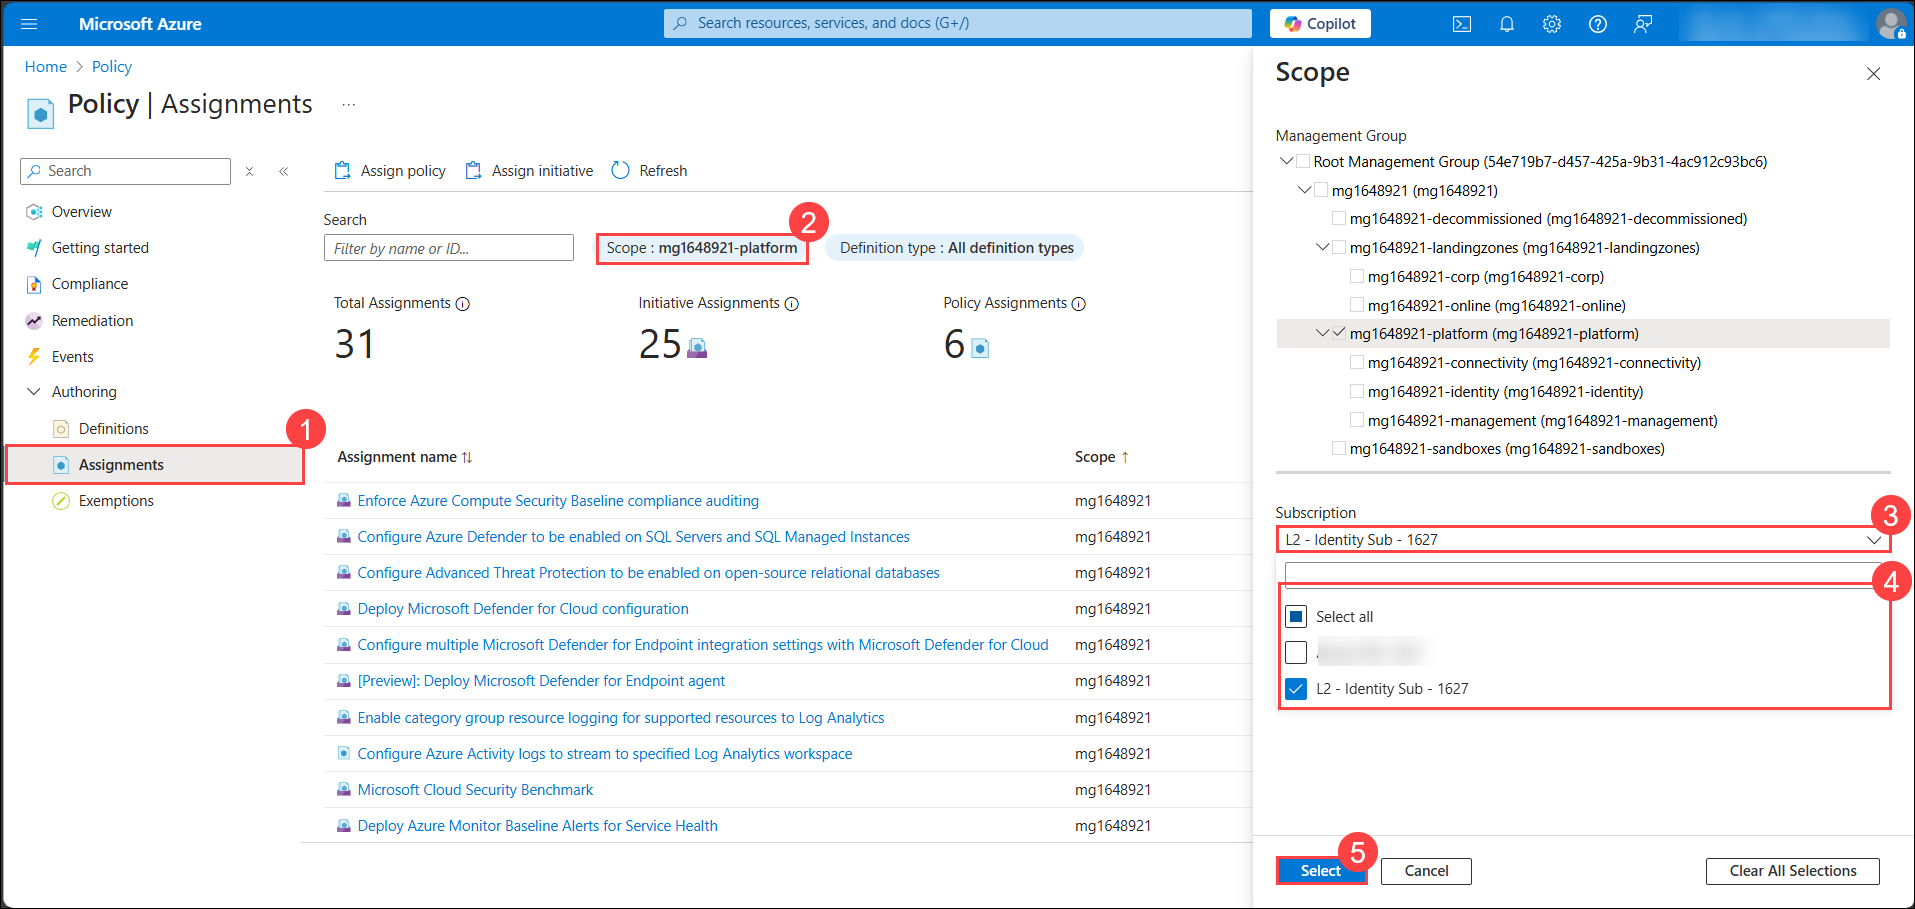 Microsoft Azure
Search resources, services, and docs (G+/)
Copilot
Home > Policy
Policy | Assignments ...
Search
Overview
Getting started
Compliance
Remediation
Events
Authoring
Definitions
1
Assignments
Exemptions
Assign policy
Assign initiative
Refresh
Search
Filter by name or ID...
Scope : mg1648921-platform
2
Definition type : All definition types
Total Assignments
31
Initiative Assignments
25
Policy Assignments
6
Assignment name ↑↓ Scope ↑
Enforce Azure Compute Security Baseline compliance auditing mg1648921
Configure Azure Defender to be enabled on SQL Servers and SQL Managed Instances mg1648921
Configure Advanced Threat Protection to be enabled on open-source relational databases mg1648921
Deploy Microsoft Defender for Cloud configuration mg1648921
Configure multiple Microsoft Defender for Endpoint integration settings with Microsoft Defender for Cloud mg1648921
[Preview]: Deploy Microsoft Defender for Endpoint agent mg1648921
Enable category group resource logging for supported resources to Log Analytics mg1648921
Configure Azure Activity logs to stream to specified Log Analytics workspace mg1648921
Microsoft Cloud Security Benchmark mg1648921
Deploy Azure Monitor Baseline Alerts for Service Health mg1648921
Scope
Management Group
Root Management Group (54e719b7-d457-425a-9b31-4ac912c93bc6)
mg1648921 (mg1648921)
mg1648921-decommissioned (mg1648921-decommissioned)
mg1648921-landingzones (mg1648921-landingzones)
mg1648921-corp (mg1648921-corp)
mg1648921-online (mg1648921-online)
mg1648921-platform (mg1648921-platform)
mg1648921-connectivity (mg1648921-connectivity)
mg1648921-identity (mg1648921-identity)
mg1648921-management (mg1648921-management)
mg1648921-sandboxes (mg1648921-sandboxes)
Subscription
3
L2 - Identity Sub - 1627
4
Select all
L2 - Identity Sub - 1627
5
Select
Cancel
Clear All Selections